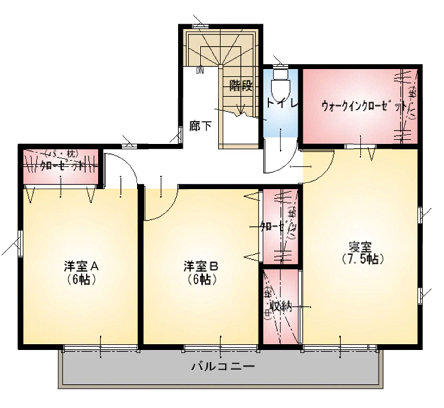 DN
階段
トイレ
ウォークインクローゼット
廊下
クローゼット
洋室A
(6帖)
洋室B
(6帖)
クローゼット
寝室
(7.5帖)
収納
バルコニー